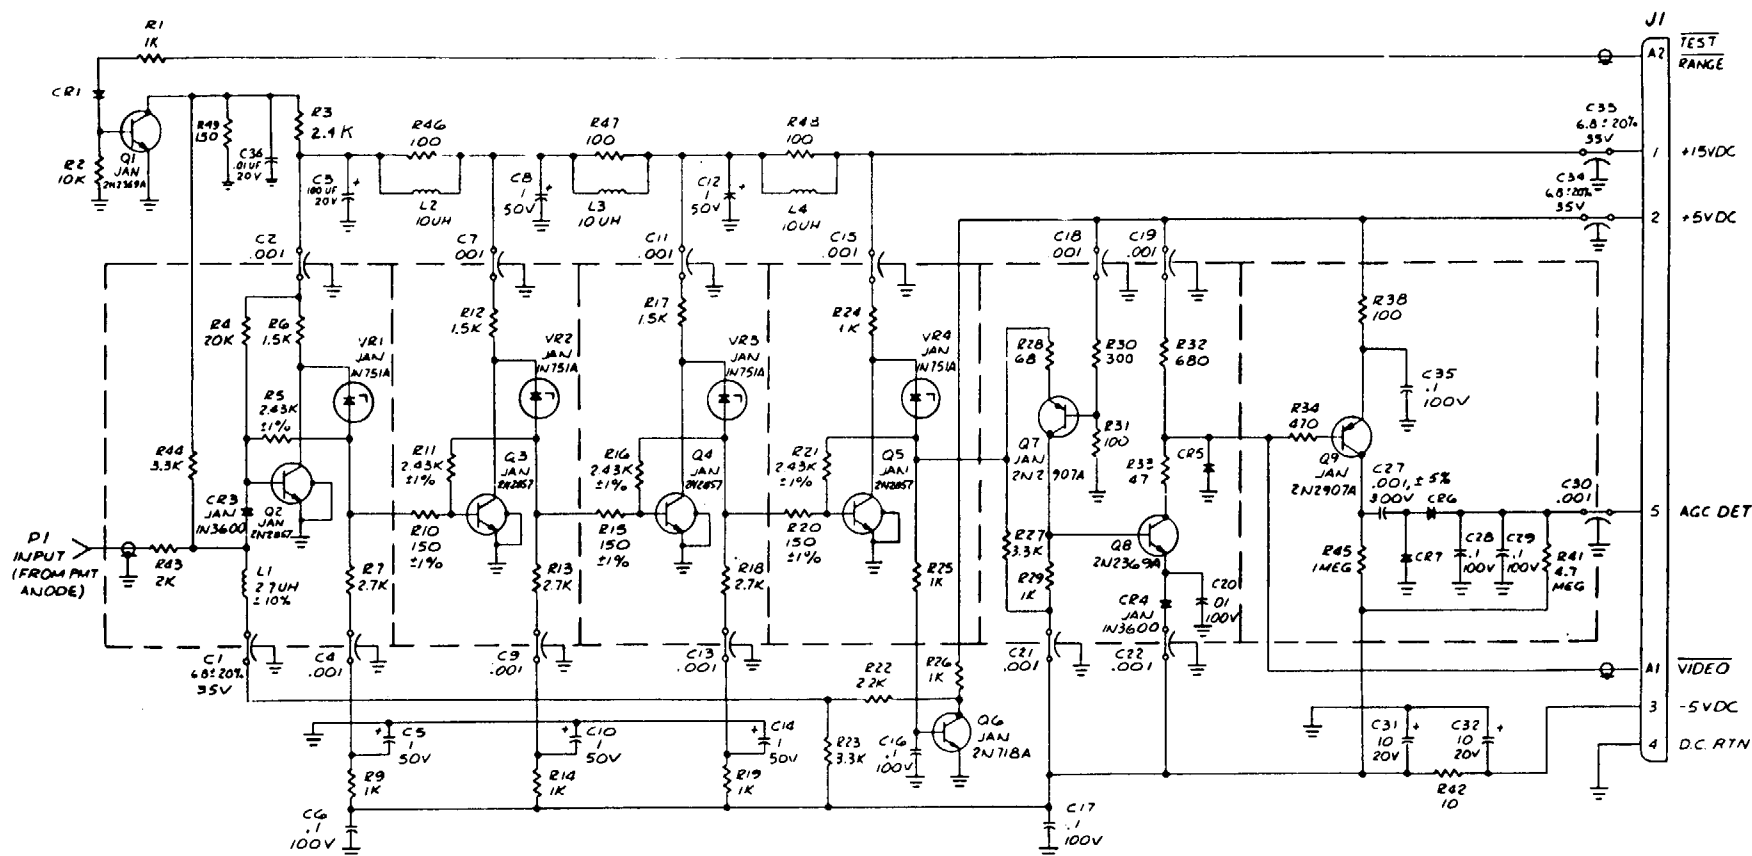 R1
1K
J1
A2
TEST
RANGE
CR1
R2
10K
Q1
JAN
2N2369A
R49
150
C36
.01UF
20V
R3
2.4K
C3
100UF
20V
R46
100
L2
10UH
C8
1
50V
R47
100
L3
10UH
C12
1
50V
R48
100
L4
10UH
6.8±20%
35V
1
+15VDC
C34
6.8±20%
35V
2
+5VDC
C2
.001
C7
.001
C11
.001
C15
.001
C18
.001
C19
.001
R4
20K
R6
1.5K
VR1
JAN
1N751A
R12
1.5K
VR2
JAN
1N751A
R17
1.5K
VR3
JAN
1N751A
R24
1K
VR4
JAN
1N751A
R28
68
R30
300
R32
680
R38
100
C35
.1
100V
R5
2.43K
±1%
R44
3.3K
CR3
JAN
1N3600
Q2
JAN
2N2857
R11
2.43K
±1%
Q3
JAN
2N2857
R16
2.43K
±1%
Q4
JAN
2N2857
R21
2.43K
±1%
Q5
JAN
2N2857
Q7
JAN
2N2907A
R31
100
R33
47
CR5
R34
470
Q9
JAN
2N2907A
C27
.001, ±5%
300V
CR6
C30
.001
5
AGC DET
P1
INPUT
(FROM PMT
ANODE)
R43
2K
L1
2.7UH
±10%
R7
2.7K
R10
150
±1%
R13
2.7K
R15
150
±1%
R18
2.7K
R20
150
±1%
R25
1K
R27
3.3K
R29
1K
Q8
2N2369A
CR4
JAN
1N3600
C20
.01
100V
R45
1MEG
CR7
C28
.1
100V
C29
.1
100V
R41
4.7
MEG
C1
6.8±20%
35V
C4
.001
C9
.001
C13
.001
R22
2.2K
R26
1K
C21
.001
C22
.001
A1
VIDEO
3
-5VDC
4
D.C. RTN
C5
1
50V
C10
1
50V
C14
1
50V
R23
3.3K
C16
.1
100V
Q6
JAN
2N718A
C31
10
20V
C32
10
20V
R42
10
R9
1K
R14
1K
R19
1K
C6
.1
100V
C17
.1
100V